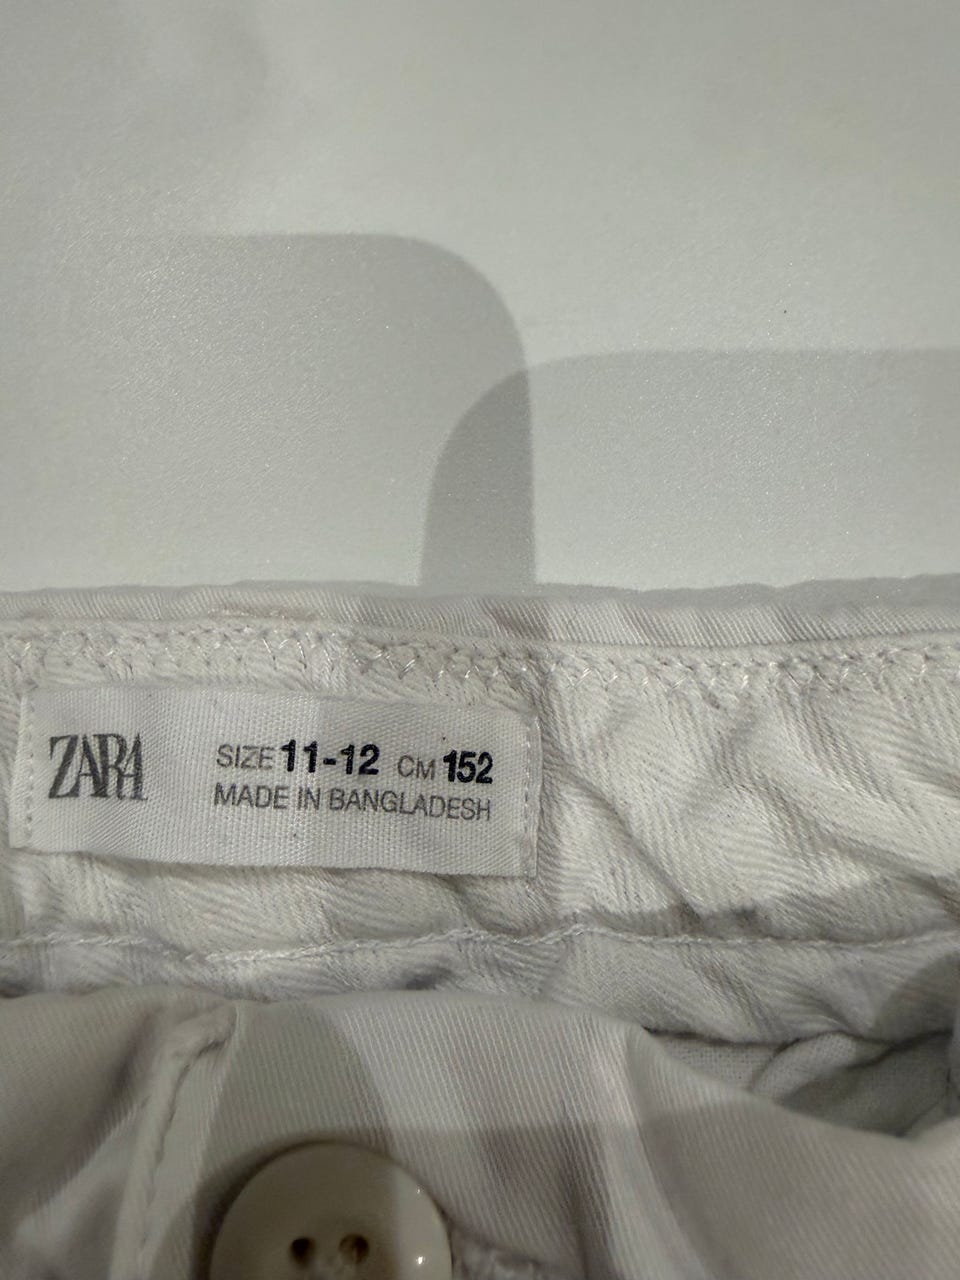 ZARA
SIZE 11-12 CM 152
MADE IN BANGLADESH